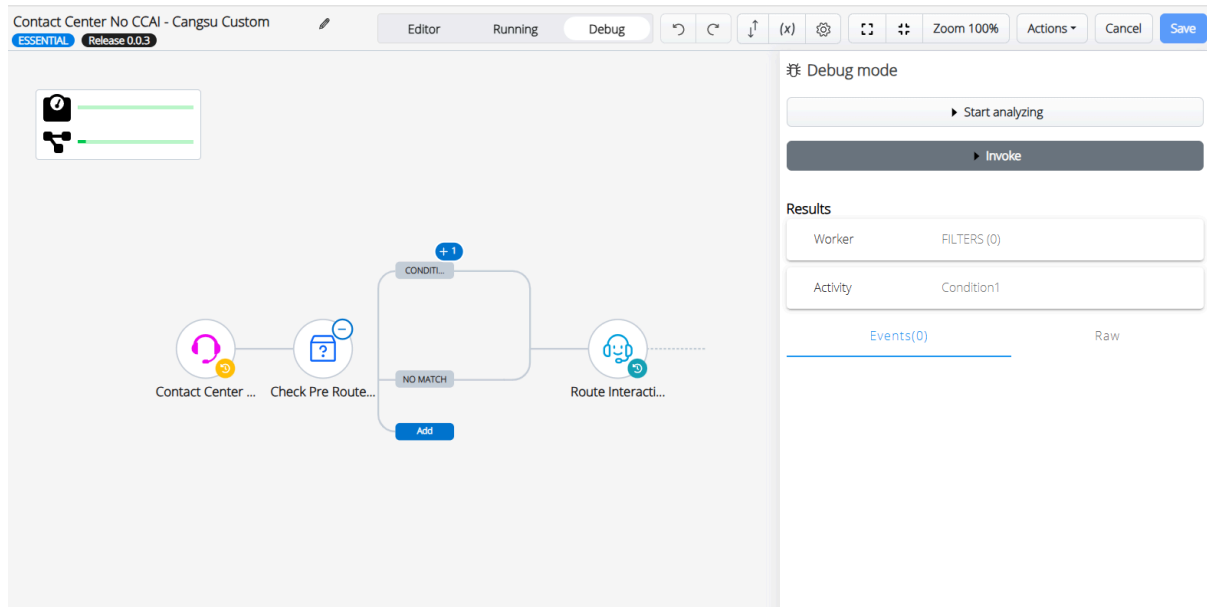 Contact Center No CCAI - Cangsu Custom
ESSENTIAL Release 0.0.3
Editor Running Debug
(x) Zoom 100% Actions Cancel Save
Debug mode
Start analyzing
Invoke
Results
Worker FILTERS (0)
Activity Condition1
Events(0) Raw
+ 1
CONDITI...
NO MATCH
Add
Contact Center ... Check Pre Route... Route Interacti...